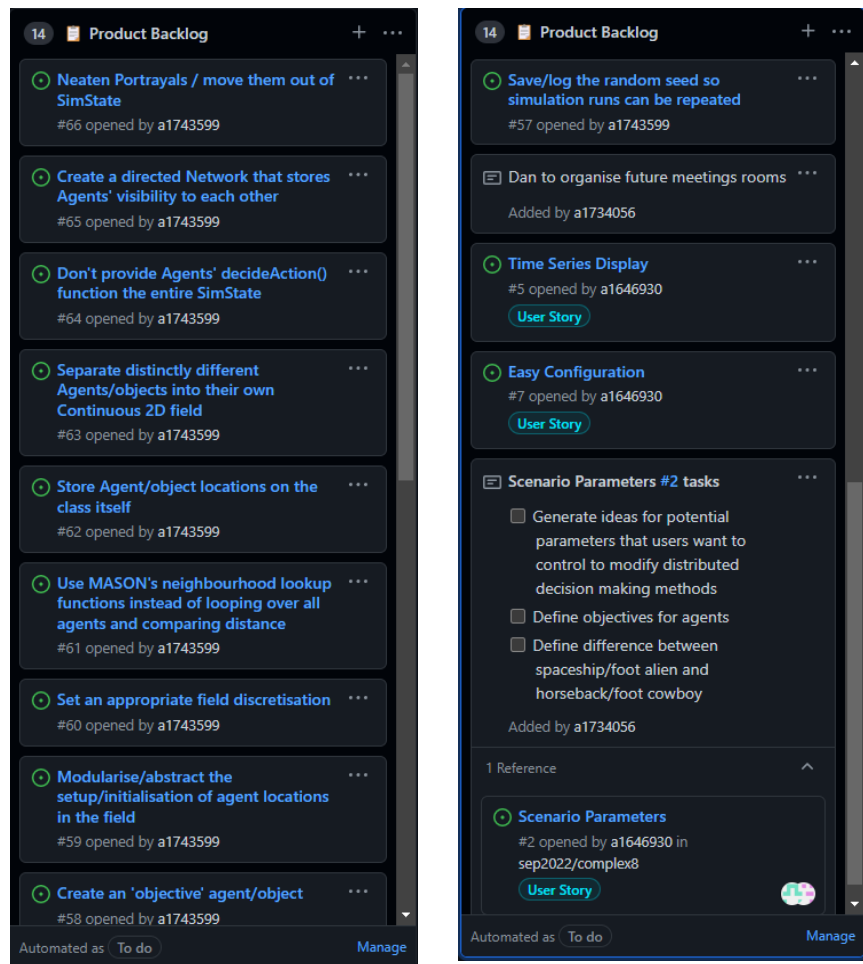 14 Product Backlog
Neaten Portrayals / move them out of
SimState
#66 opened by a1743599
Create a directed Network that stores
Agents' visibility to each other
#65 opened by a1743599
Don't provide Agents' decideAction()
function the entire SimState
#64 opened by a1743599
Separate distinctly different
Agents/objects into their own
Continuous 2D field
#63 opened by a1743599
Store Agent/object locations on the
class itself
#62 opened by a1743599
Use MASON's neighbourhood lookup
functions instead of looping over all
agents and comparing distance
#61 opened by a1743599
Set an appropriate field discretisation
#60 opened by a1743599
Modularise/abstract the
setup/initialisation of agent locations
in the field
#59 opened by a1743599
Create an 'objective' agent/object
#58 opened by a1743599
Automated as To do Manage
14 Product Backlog
Save/log the random seed so
simulation runs can be repeated
#57 opened by a1743599
Dan to organise future meetings rooms
Added by a1734056
Time Series Display
#5 opened by a1646930
User Story
Easy Configuration
#7 opened by a1646930
User Story
Scenario Parameters #2 tasks
Generate ideas for potential
parameters that users want to
control to modify distributed
decision making methods
Define objectives for agents
Define difference between
spaceship/foot alien and
horseback/foot cowboy
Added by a1734056
1 Reference
Scenario Parameters
#2 opened by a1646930 in
sep2022/complex8
User Story
Automated as To do Manage